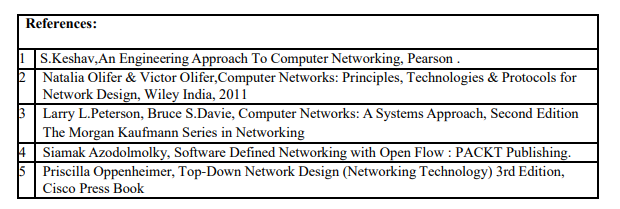 References:
1 S.Keshav,An Engineering Approach To Computer Networking, Pearson .
2 Natalia Olifer & Victor Olifer,Computer Networks: Principles, Technologies & Protocols for
Network Design, Wiley India, 2011
3 Larry L.Peterson, Bruce S.Davie, Computer Networks: A Systems Approach, Second Edition
The Morgan Kaufmann Series in Networking
4 Siamak Azodolmolky, Software Defined Networking with Open Flow : PACKT Publishing.
5 Priscilla Oppenheimer, Top-Down Network Design (Networking Technology) 3rd Edition,
Cisco Press Book